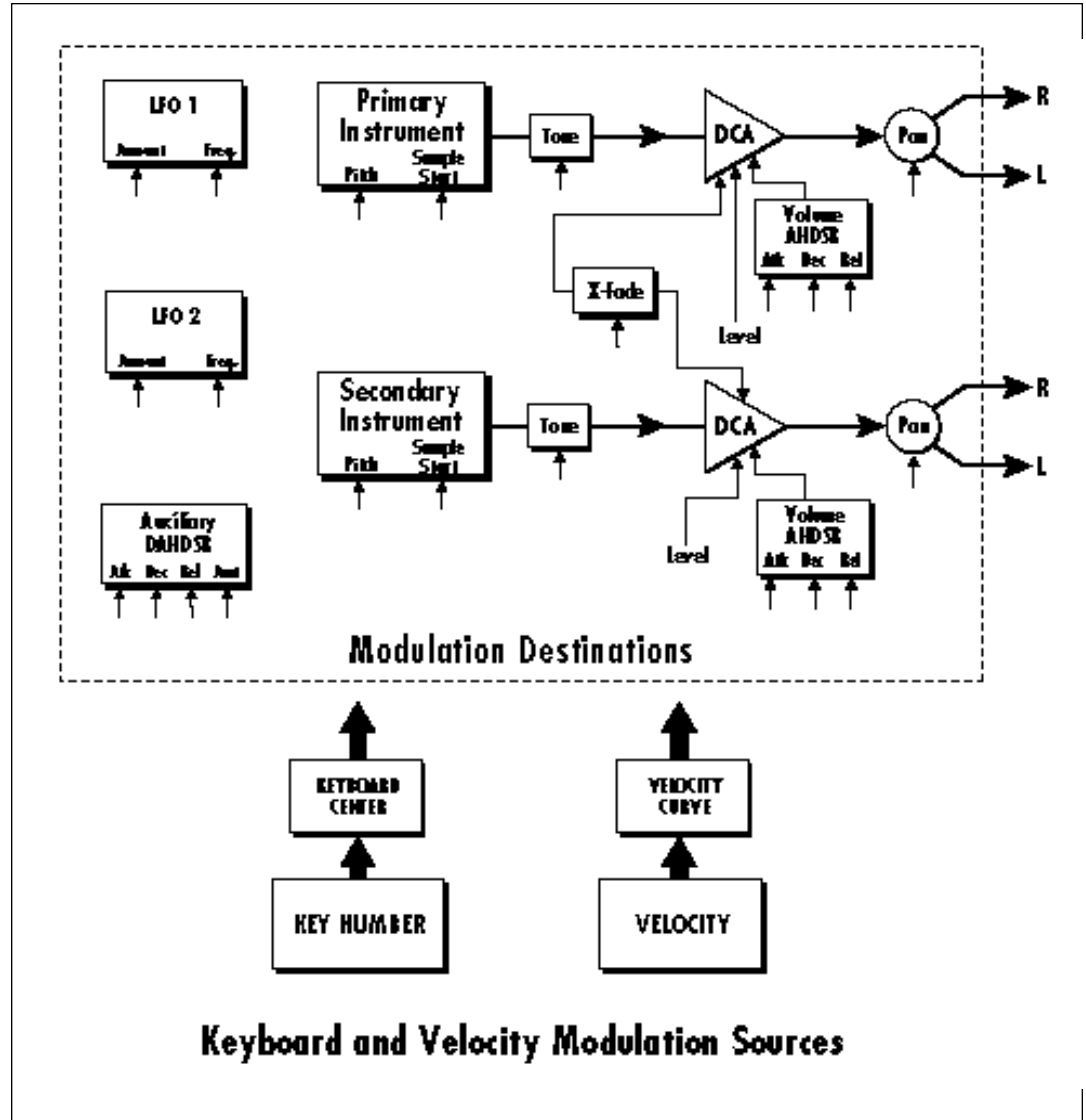 LFO 1
Amount Freq.
Primary
Instrument
Pitch Sample
Start
Tone
DCA
Pan
R
L
Volume
AHDSR
Atk Dec Rel
X-fade
Level
LFO 2
Amount Freq.
Secondary
Instrument
Pitch Sample
Start
Tone
DCA
Pan
R
L
Level
Volume
AHDSR
Atk Dec Rel
Auxiliary
DAHDSR
Atk Dec Rel Amt
Modulation Destinations
KEYBOARD
CENTER
VELOCITY
CURVE
KEY NUMBER
VELOCITY
Keyboard and Velocity Modulation Sources